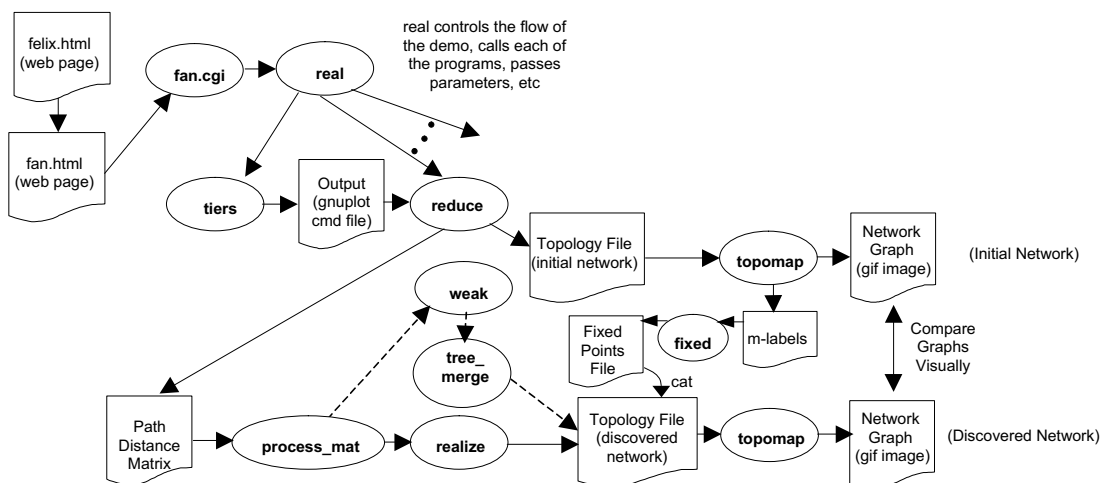 felix.html
(web page)
fan.cgi
real
real controls the flow of
the demo, calls each of
the programs, passes
parameters, etc
fan.html
(web page)
tiers
Output
(gnuplot
cmd file)
reduce
Topology File
(initial network)
topomap
Network
Graph
(gif image)
(Initial Network)
weak
tree_
merge
Fixed
Points
File
fixed
m-labels
Compare
Graphs
Visually
cat
Path
Distance
Matrix
process_mat
realize
Topology File
(discovered
network)
topomap
Network
Graph
(gif image)
(Discovered Network)